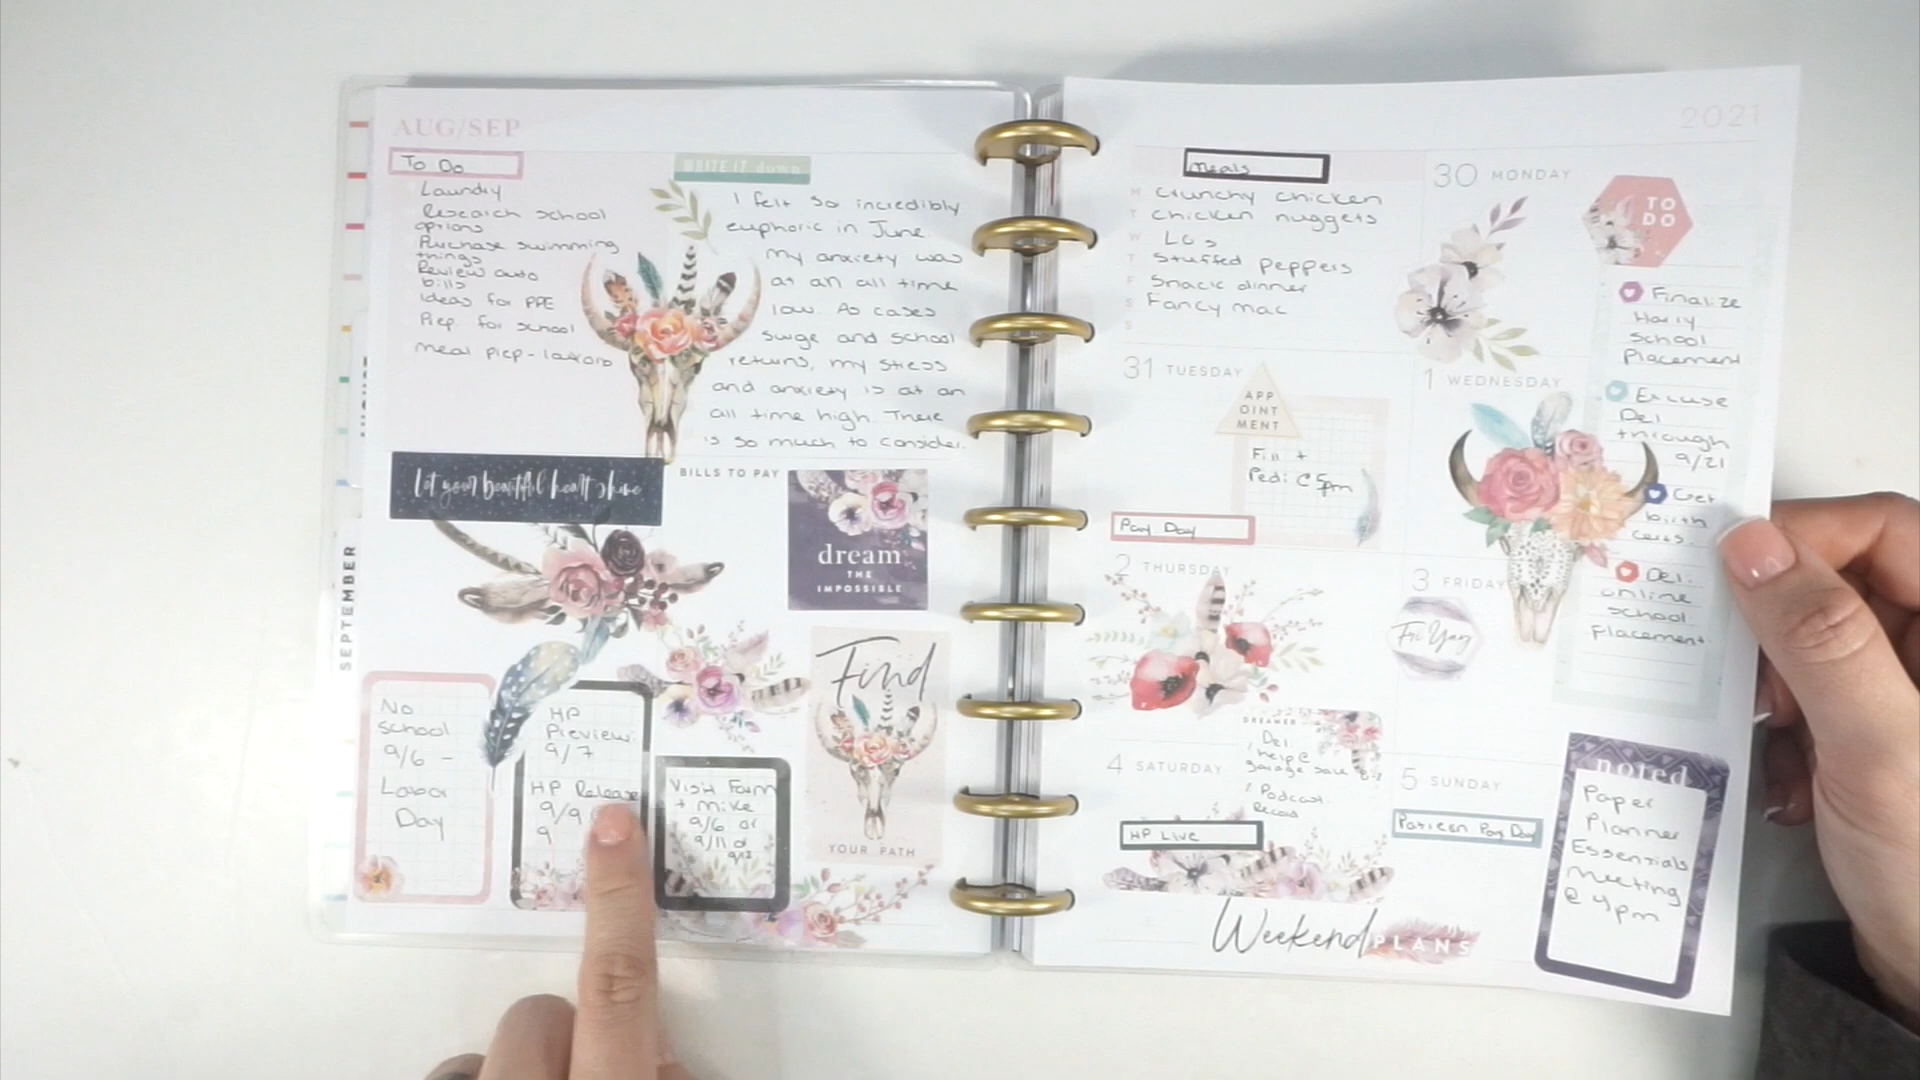 AUG/SEP
To Do
Laundry
Research school
options
Purchase swimming
things
Review auto
bills
Ideas for PPE
Prep for school
meal prep -
WRITE IT down
I felt so incredibly
euphoric in June.
My anxiety was
at an all time
low. As cases
surge and school
returns, my stress
and anxiety is at an
all time high. There
is so much to consider.
let your beautiful heart shine
BILLS TO PAY
dream
THE
IMPOSSIBLE
Find
YOUR PATH
SEPTEMBER
No
school
9/6 -
Labor
Day
HP
Preview:
9/7
HP Release
9/9
9
Visit Farm
+ Mike
9/6 or
9/11 or
9/12
2021
Meals
M Crunchy chicken
T chicken nuggets
W LOs
T Stuffed peppers
F Snack dinner
S Fancy mac
S
30 MONDAY
TO
DO
Finalize
Harry
School
Placement
Excuse
Del
through
9/21
Get
birth
certs.
Del.
online
school
Placement
31 TUESDAY
APP
OINT
MENT
Fill +
Pedi @ 5pm
Pay Day
1 WEDNESDAY
2 THURSDAY
3 FRIDAY
Fri Yay
4 SATURDAY
DREAMER
Del.
help @
garage sale
Podcast
Record
HP Live
5 SUNDAY
Patreon Pay Day
Weekend PLANS
noted
Paper
Planner
Essentials
Meeting
@ 4pm